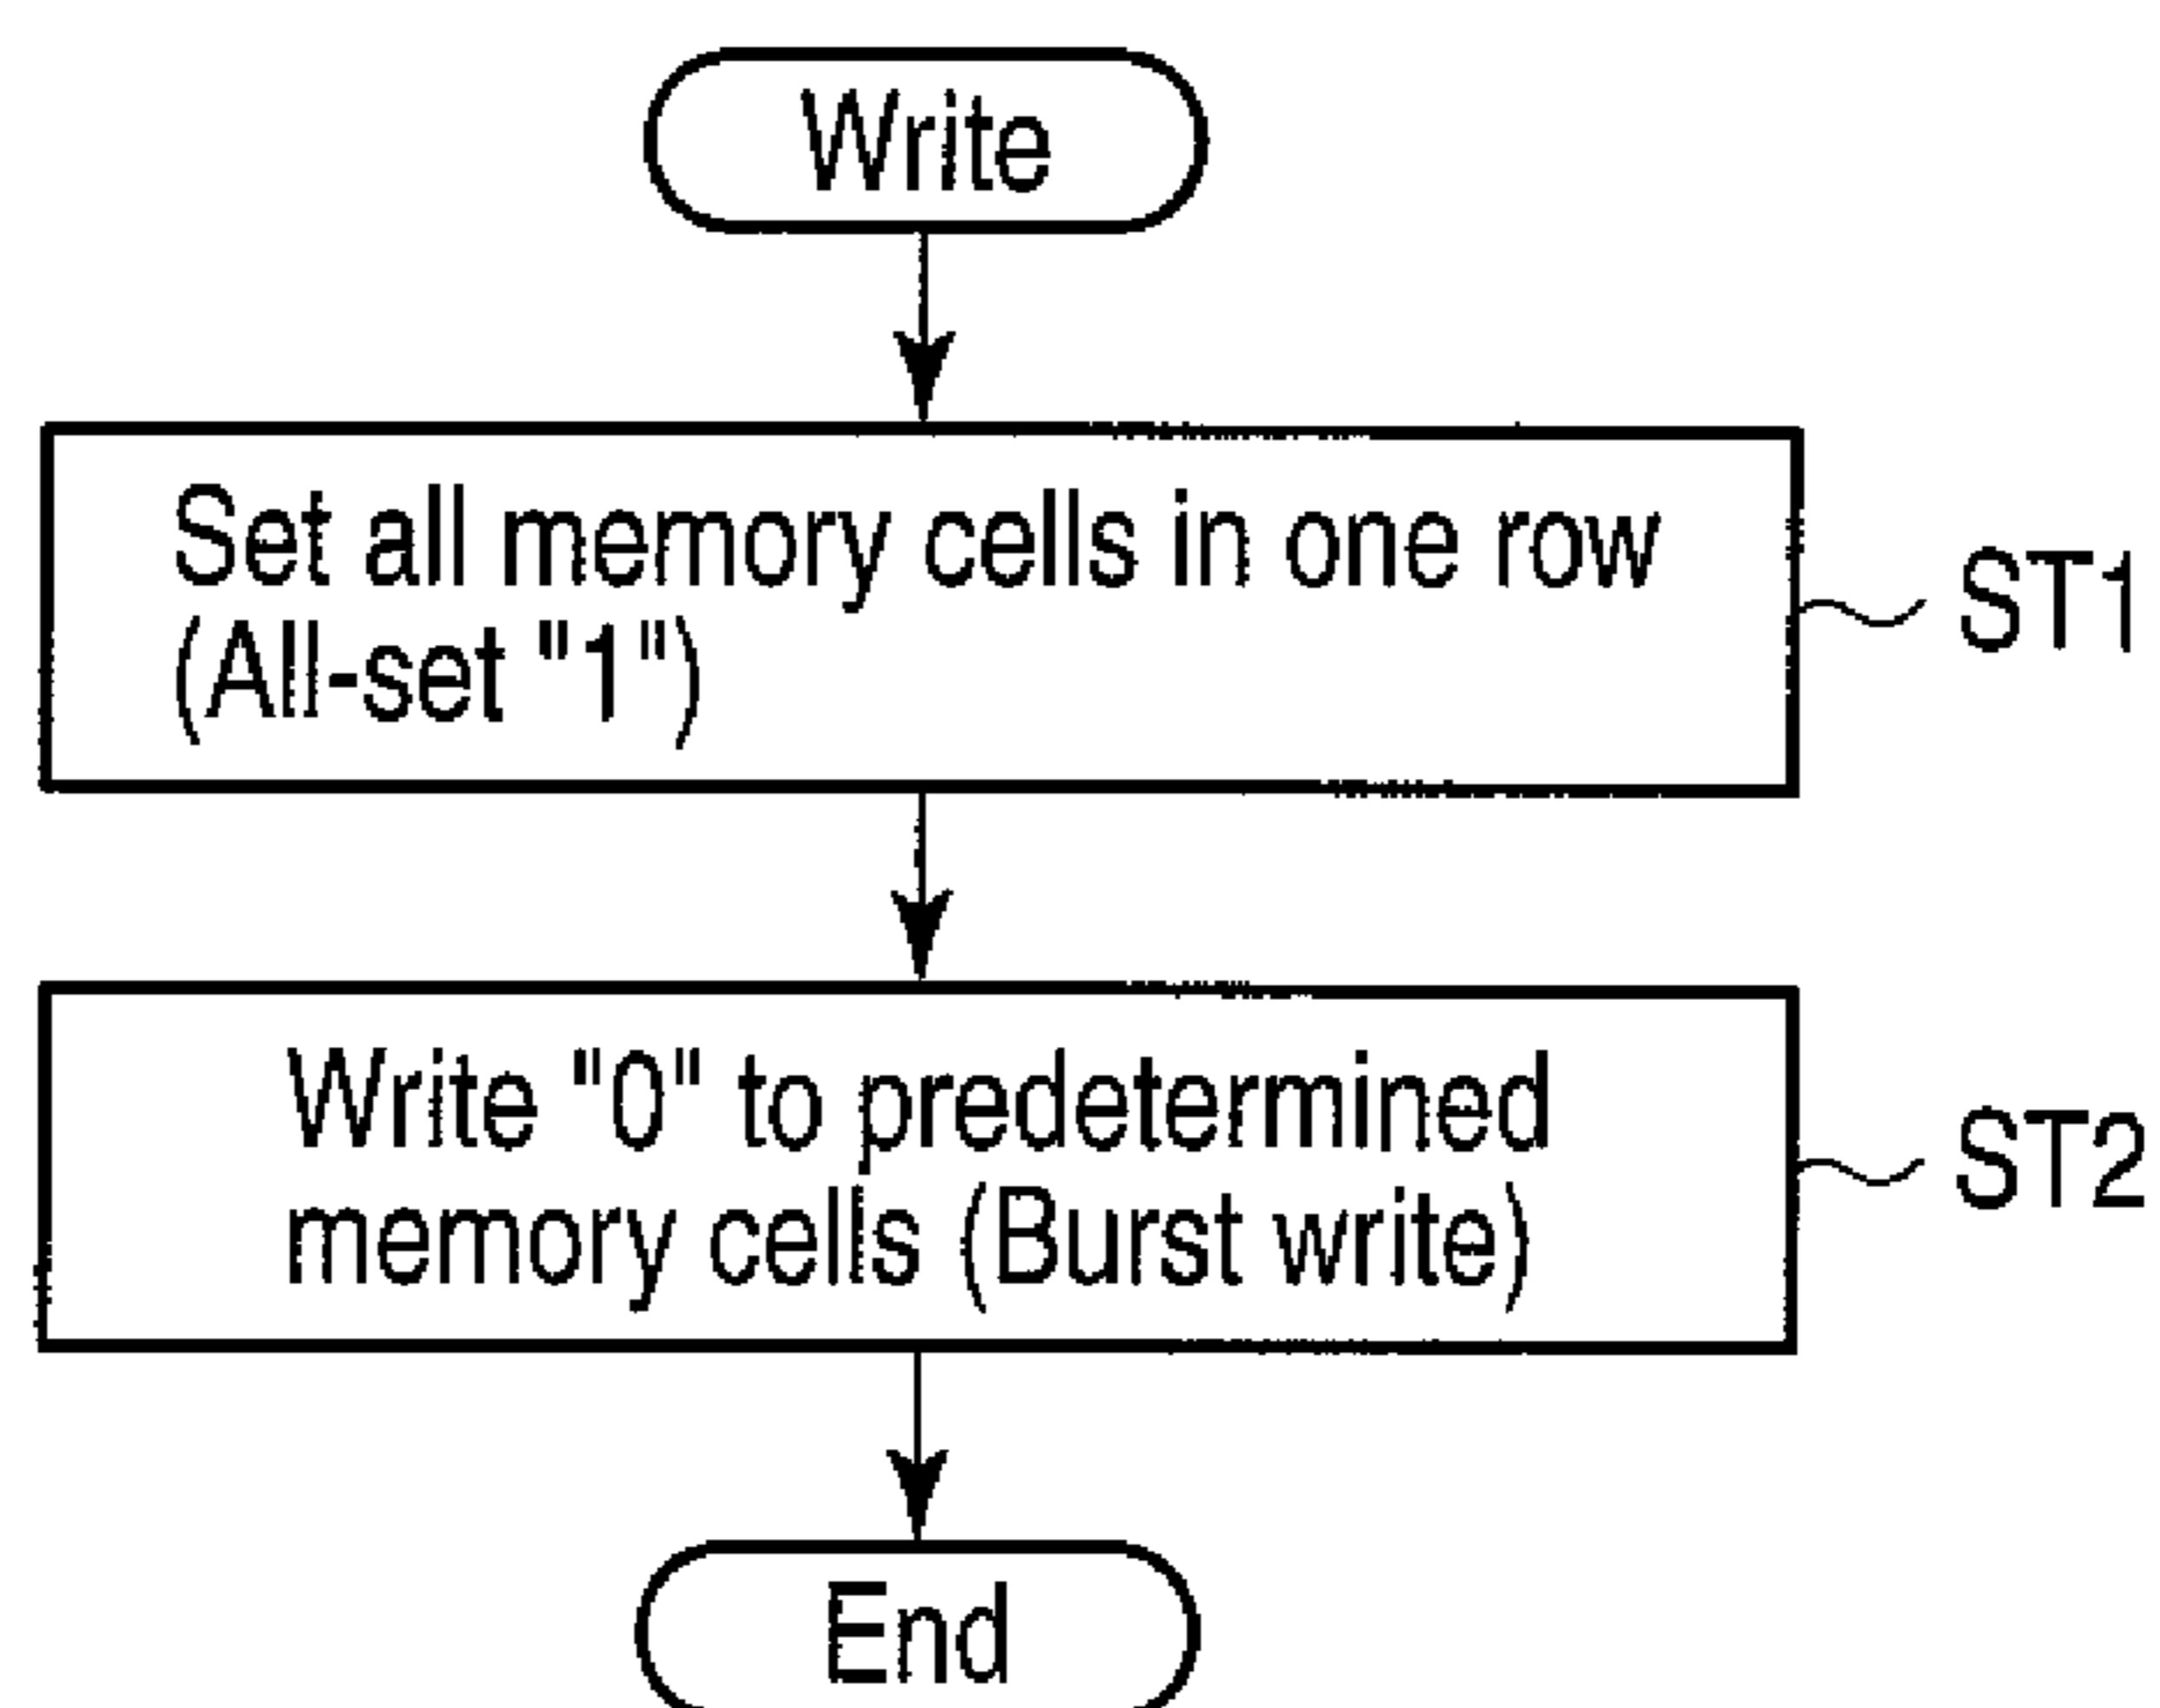 Write
Set all memory cells in one row
(All-set "1")
ST1
Write "0" to predetermined
memory cells (Burst write)
ST2
End